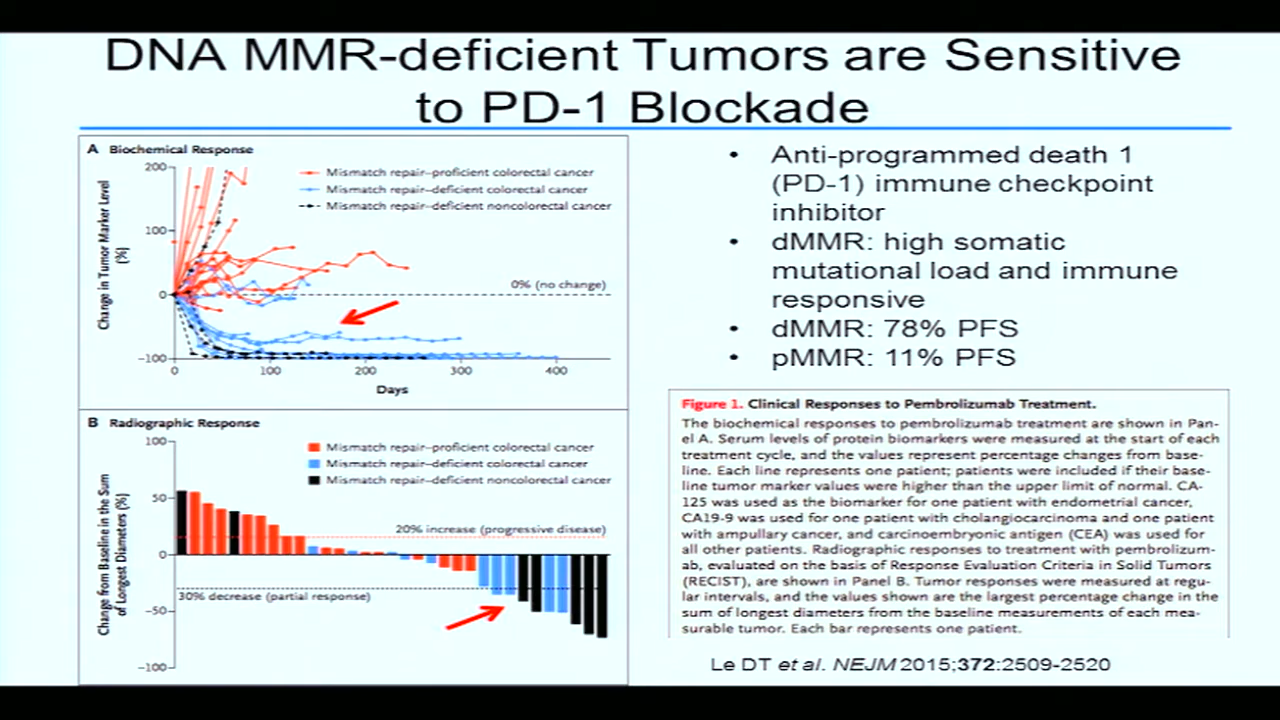 DNA MMR-deficient Tumors are Sensitive
to PD-1 Blockade
A Biochemical Response
Change in Tumor Marker Level
(%)
200
100
0
-100
Mismatch repair–proficient colorectal cancer
Mismatch repair–deficient colorectal cancer
Mismatch repair–deficient noncolorectal cancer
0% (no change)
0 100 200 300 400
Days
B Radiographic Response
Change from Baseline in the Sum
of Longest Diameters (%)
100
50
0
-50
-100
Mismatch repair–proficient colorectal cancer
Mismatch repair–deficient colorectal cancer
Mismatch repair–deficient noncolorectal cancer
20% increase (progressive disease)
30% decrease (partial response)
• Anti-programmed death 1
(PD-1) immune checkpoint
inhibitor
• dMMR: high somatic
mutational load and immune
responsive
• dMMR: 78% PFS
• pMMR: 11% PFS
Figure 1. Clinical Responses to Pembrolizumab Treatment.
The biochemical responses to pembrolizumab treatment are shown in Pan-
el A. Serum levels of protein biomarkers were measured at the start of each
treatment cycle, and the values represent percentage changes from base-
line. Each line represents one patient; patients were included if their base-
line tumor marker values were higher than the upper limit of normal. CA-
125 was used as the biomarker for one patient with endometrial cancer,
CA19-9 was used for one patient with cholangiocarcinoma and one patient
with ampullary cancer, and carcinoembryonic antigen (CEA) was used for
all other patients. Radiographic responses to treatment with pembrolizum-
ab, evaluated on the basis of Response Evaluation Criteria in Solid Tumors
(RECIST), are shown in Panel B. Tumor responses were measured at regu-
lar intervals, and the values shown are the largest percentage change in the
sum of longest diameters from the baseline measurements of each mea-
surable tumor. Each bar represents one patient.
Le DT et al. NEJM 2015;372:2509-2520